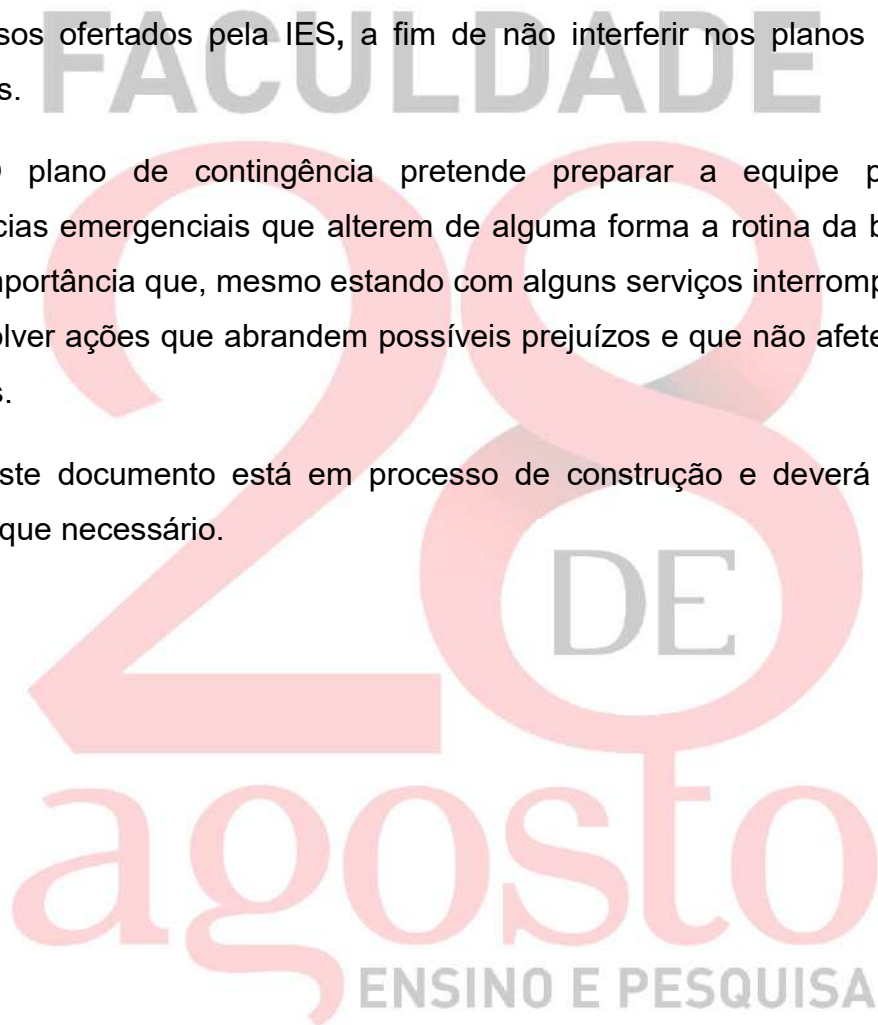 sos ofertados pela IES, a fim de não interferir nos planos
s.
FACULDADE
plano de contingência pretende preparar a equipe p
cias emergenciais que alterem de alguma forma a rotina da b
mportância que, mesmo estando com alguns serviços interromp
olver ações que abrandem possíveis prejuízos e que não afete
s.
ste documento está em processo de construção e deverá
que necessário.
28
DE
agosto
ENSINO E PESQUISA